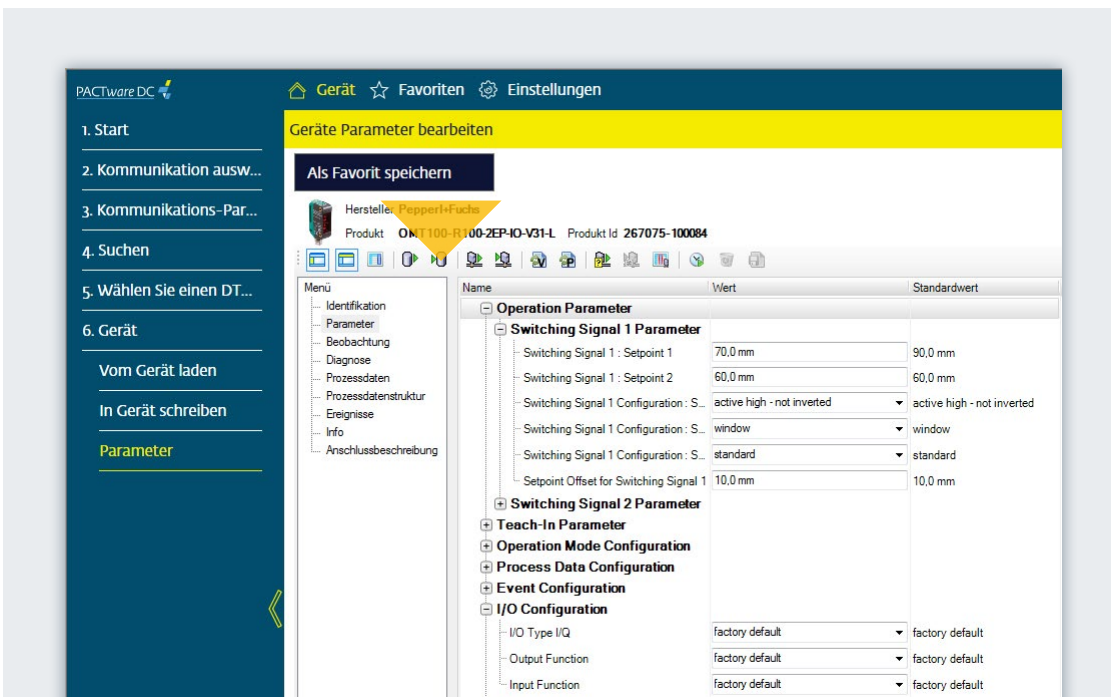 PACTware DC
Gerät Favoriten Einstellungen
1. Start
2. Kommunikation ausw...
3. Kommunikations-Par...
4. Suchen
5. Wählen Sie einen DT...
6. Gerät
Vom Gerät laden
In Gerät schreiben
Parameter
Geräte Parameter bearbeiten
Als Favorit speichern
Hersteller Pepperl+Fuchs
Produkt OMT100-R100-2EP-IO-V31-L Produkt Id 267075-100084
Menü
Identifikation
Parameter
Beobachtung
Diagnose
Prozessdaten
Prozessdatenstruktur
Ereignisse
Info
Anschlussbeschreibung
Name Wert Standardwert
Operation Parameter
Switching Signal 1 Parameter
Switching Signal 1 : Setpoint 1 70,0 mm 90,0 mm
Switching Signal 1 : Setpoint 2 60,0 mm 60,0 mm
Switching Signal 1 Configuration : S... active high - not inverted active high - not inverted
Switching Signal 1 Configuration : S... window window
Switching Signal 1 Configuration : S... standard standard
Setpoint Offset for Switching Signal 1 10,0 mm 10,0 mm
Switching Signal 2 Parameter
Teach-In Parameter
Operation Mode Configuration
Process Data Configuration
Event Configuration
I/O Configuration
I/O Type I/Q factory default factory default
Output Function factory default factory default
Input Function factory default factory default